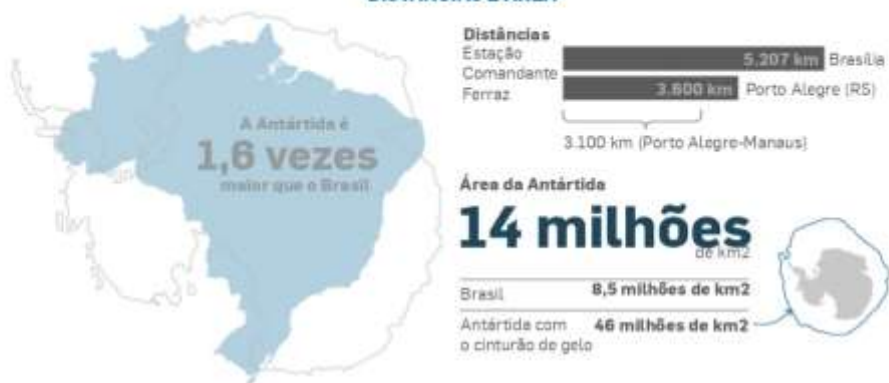 Distâncias
Estação
Comandante
Ferraz
5.207 km Brasília
3.600 km Porto Alegre (RS)
3.100 km (Porto Alegre-Manaus)
A Antártida é
1,6 vezes
maior que o Brasil
Área da Antártida
14 milhões
de km2
Brasil 8,5 milhões de km2
Antártida com 46 milhões de km2
o cinturão de gelo